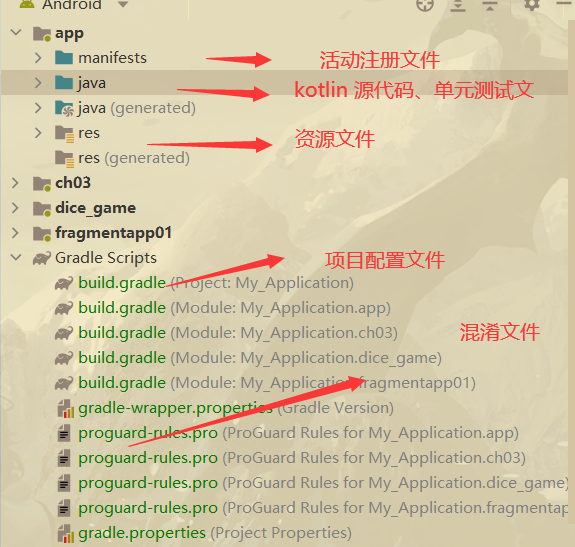 Android
app
manifests
活动注册文件
java
kotlin 源代码、单元测试文
java (generated)
res
资源文件
res (generated)
ch03
dice_game
fragmentapp01
Gradle Scripts
项目配置文件
build.gradle (Project: My_Application)
build.gradle (Module: My_Application.app)
build.gradle (Module: My_Application.ch03)
混淆文件
build.gradle (Module: My_Application.dice_game)
build.gradle (Module: My_Application.fragmentapp01)
gradle-wrapper.properties (Gradle Version)
proguard-rules.pro (ProGuard Rules for My_Application.app)
proguard-rules.pro (ProGuard Rules for My_Application.ch03)
proguard-rules.pro (ProGuard Rules for My_Application.dice_game)
proguard-rules.pro (ProGuard Rules for My_Application.fragmentap
gradle.properties (Project Properties)